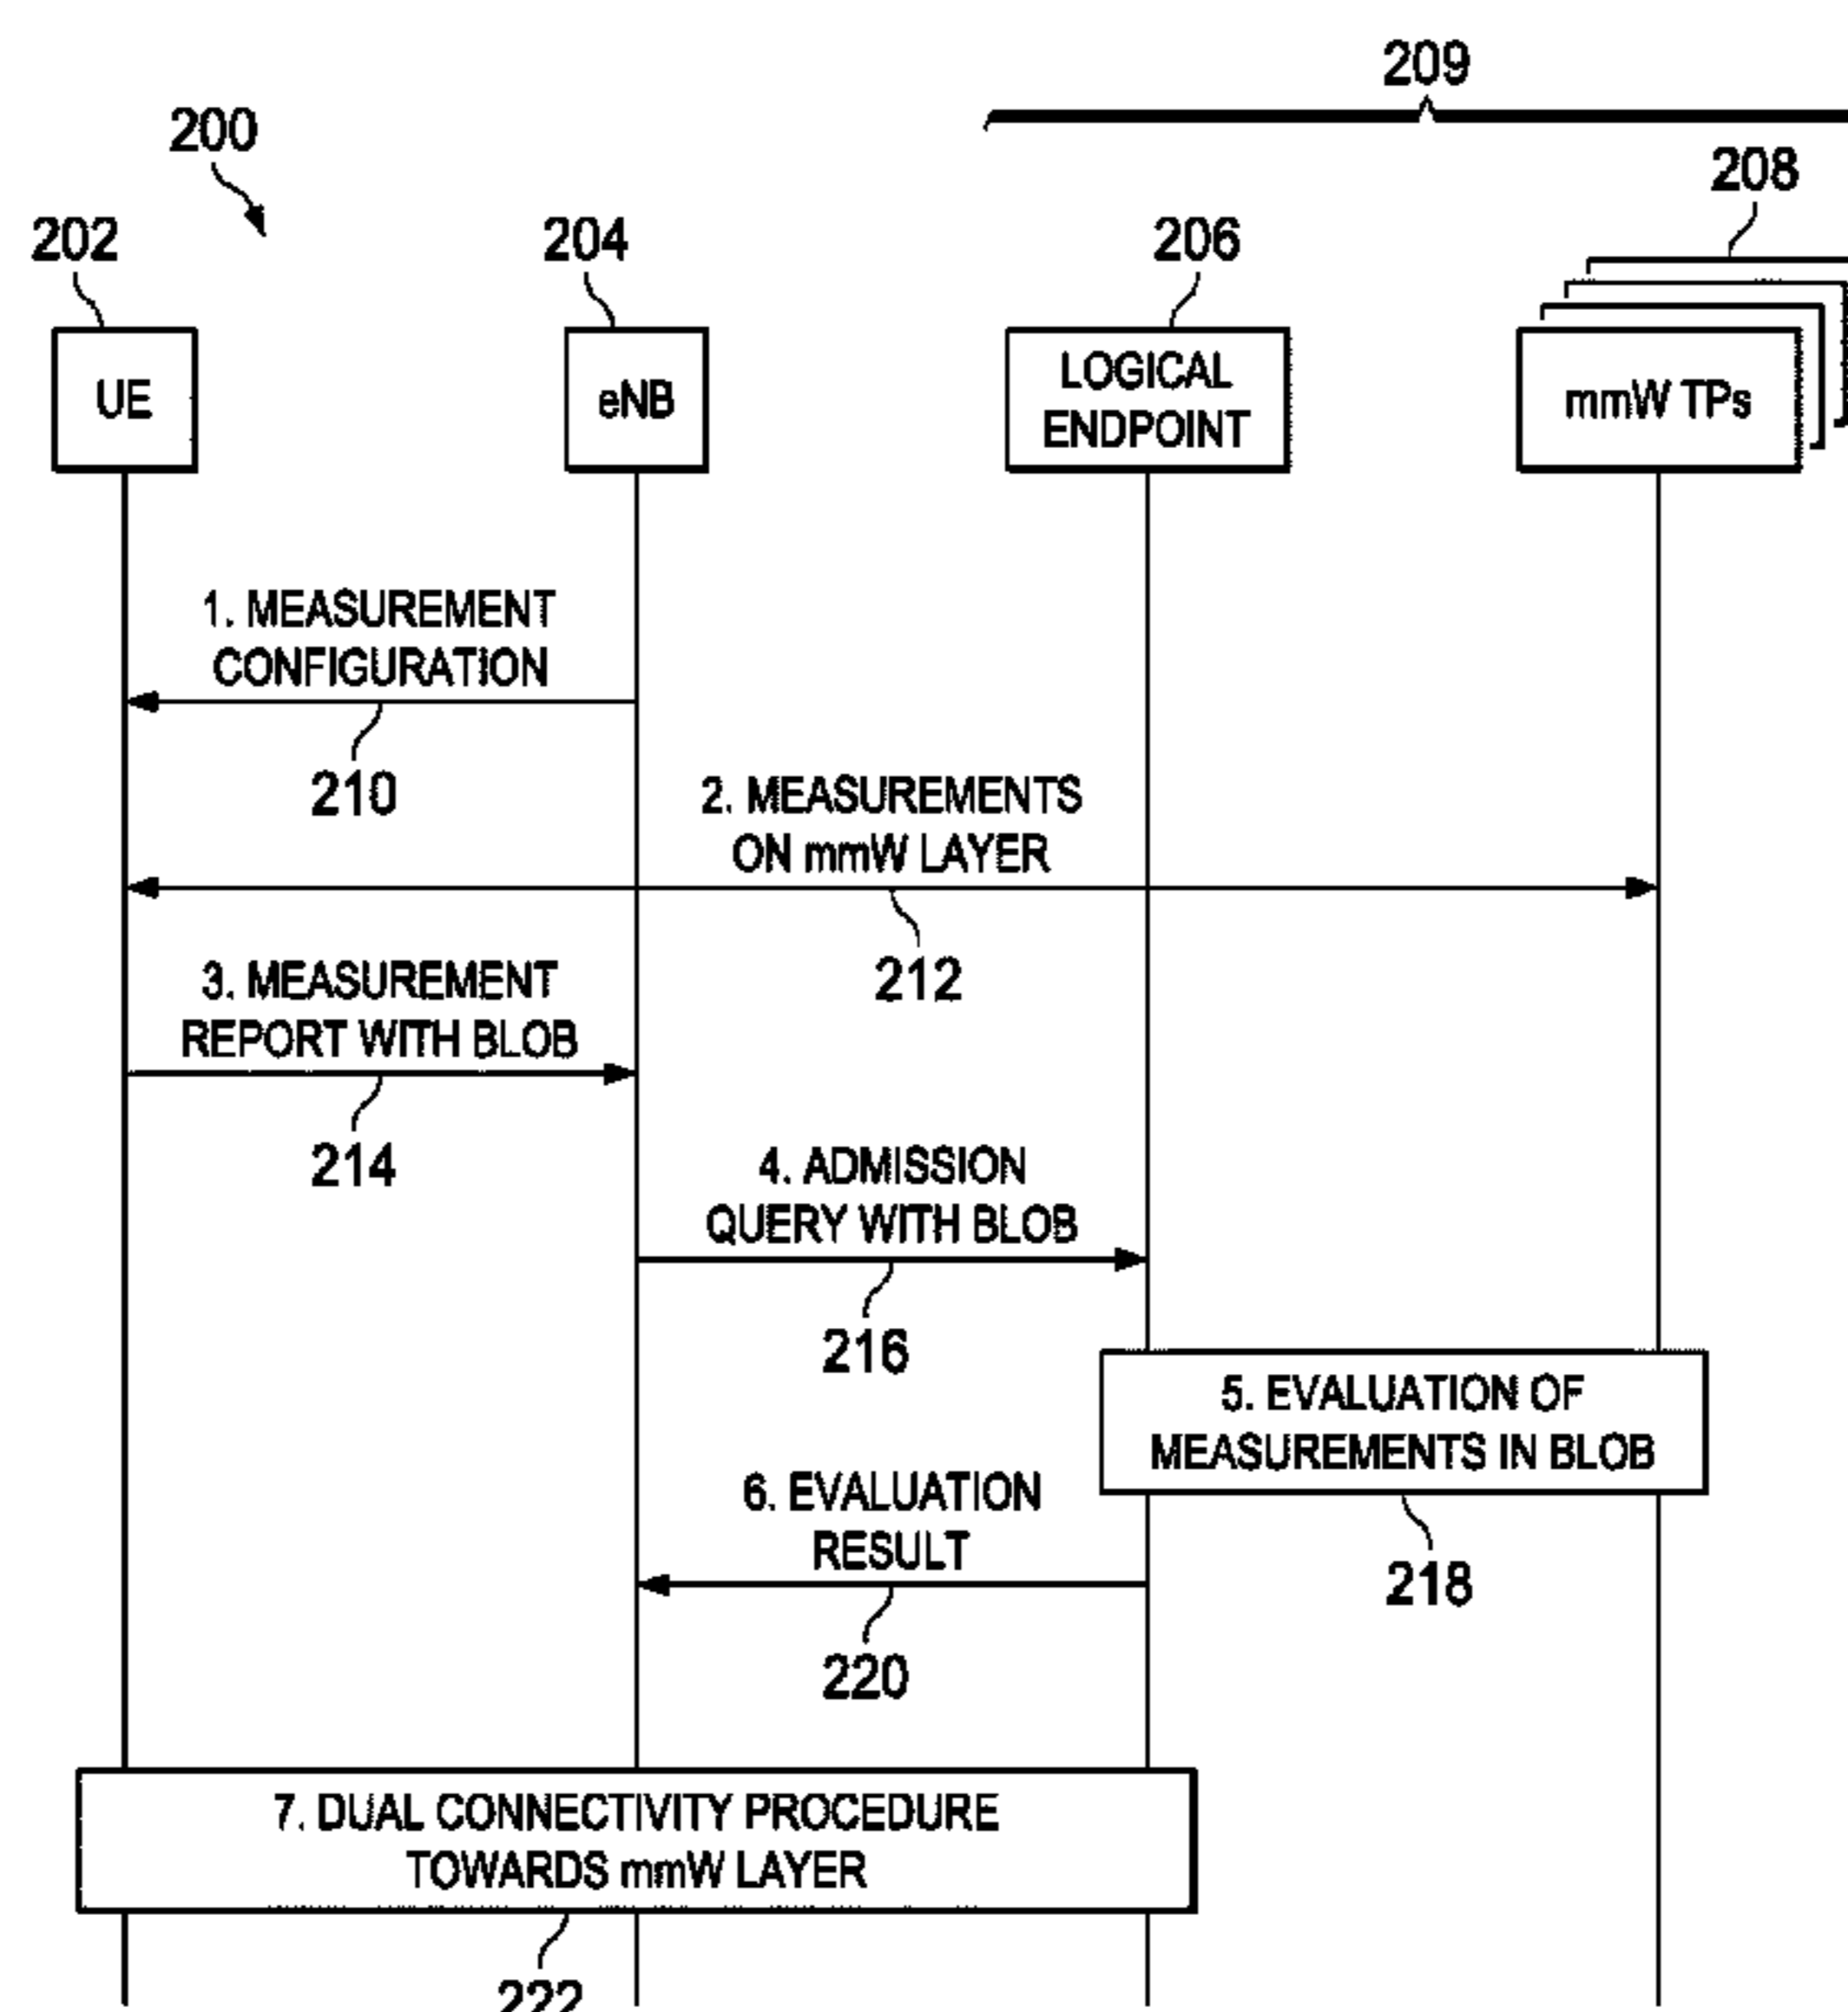 209
200
208
202
204
206
UE
eNB
LOGICAL
ENDPOINT
mmW TPs
1. MEASUREMENT
CONFIGURATION
210
2. MEASUREMENTS
ON mmW LAYER
212
3. MEASUREMENT
REPORT WITH BLOB
214
4. ADMISSION
QUERY WITH BLOB
216
5. EVALUATION OF
MEASUREMENTS IN BLOB
218
6. EVALUATION
RESULT
220
7. DUAL CONNECTIVITY PROCEDURE
TOWARDS mmW LAYER
222